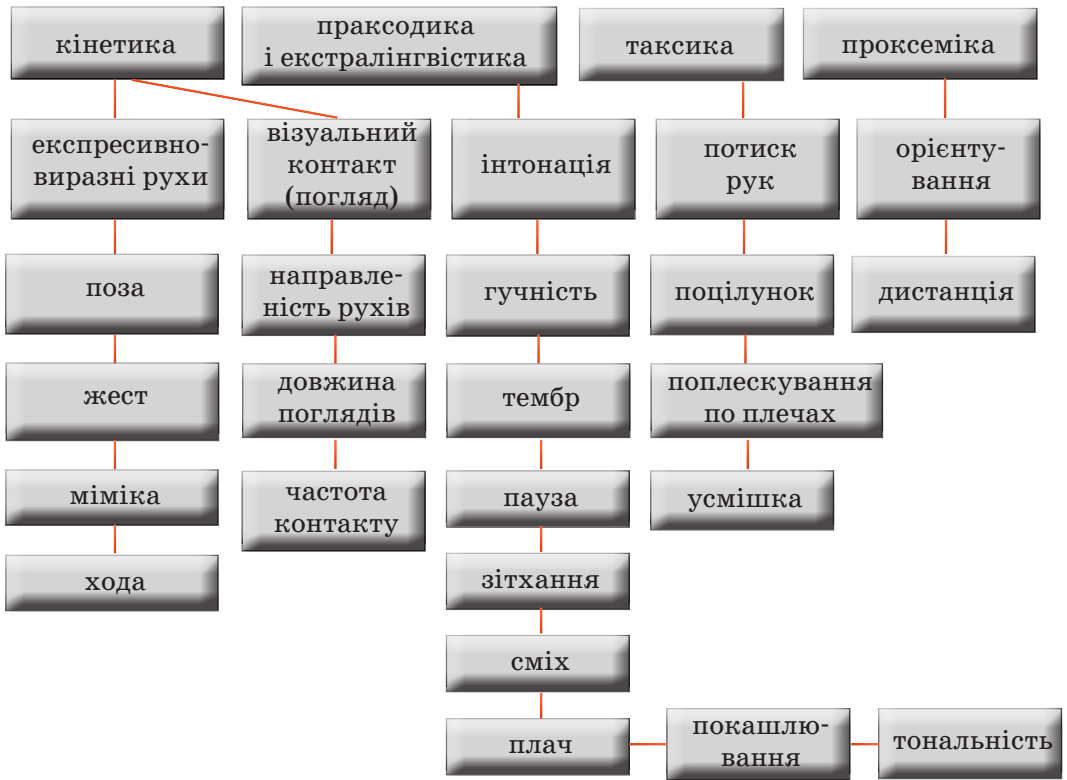 кінетика
праксодика
і екстралінгвістика
таксика
проксеміка
експресивно-
виразні рухи
візуальний
контакт
(погляд)
інтонація
потиск
рук
орієнту-
вання
поза
направле-
ність рухів
гучність
поцілунок
дистанція
жест
довжина
поглядів
тембр
поплескування
по плечах
міміка
частота
контакту
пауза
усмішка
хода
зітхання
сміх
плач
покашлю-
вання
тональність